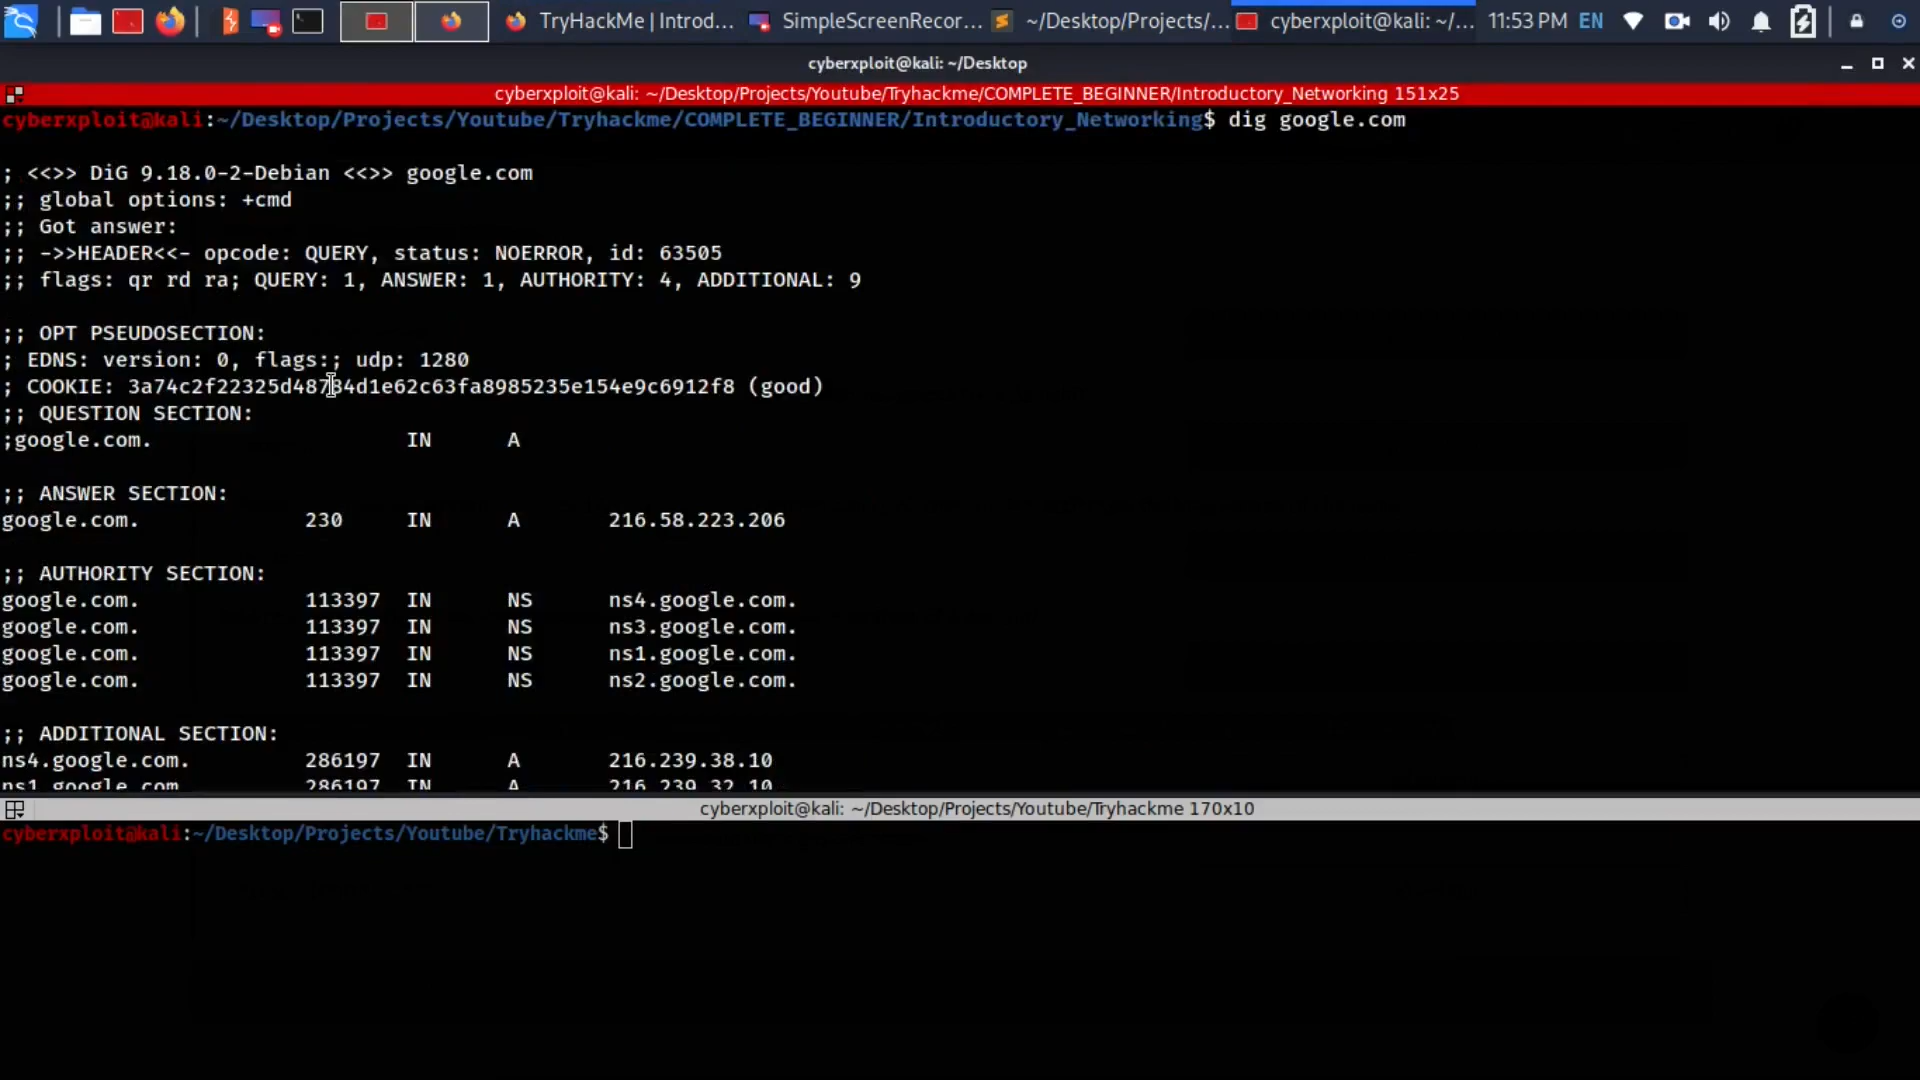 TryHackMe | Introd...
SimpleScreenRecor...
~/Desktop/Projects/...
cyberxploit@kali: ~/...
11:53 PM EN
cyberxploit@kali: ~/Desktop
cyberxploit@kali: ~/Desktop/Projects/Youtube/Tryhackme/COMPLETE_BEGINNER/Introductory_Networking 151x25
cyberxploit@kali:~/Desktop/Projects/Youtube/Tryhackme/COMPLETE_BEGINNER/Introductory_Networking$ dig google.com
; <<>> DiG 9.18.0-2-Debian <<>> google.com
;; global options: +cmd
;; Got answer:
;; ->>HEADER<<- opcode: QUERY, status: NOERROR, id: 63505
;; flags: qr rd ra; QUERY: 1, ANSWER: 1, AUTHORITY: 4, ADDITIONAL: 9
;; OPT PSEUDOSECTION:
; EDNS: version: 0, flags:; udp: 1280
; COOKIE: (good)
;; QUESTION SECTION:
;google.com. IN A
;; ANSWER SECTION:
google.com. 230 IN A 216.58.223.206
;; AUTHORITY SECTION:
google.com. 113397 IN NS ns4.google.com.
google.com. 113397 IN NS ns3.google.com.
google.com. 113397 IN NS ns1.google.com.
google.com. 113397 IN NS ns2.google.com.
;; ADDITIONAL SECTION:
ns4.google.com. 286197 IN A 216.239.38.10
ns1.google.com. 286197 IN A 216.239.32.10
cyberxploit@kali: ~/Desktop/Projects/Youtube/Tryhackme 170x10
cyberxploit@kali:~/Desktop/Projects/Youtube/Tryhackme$